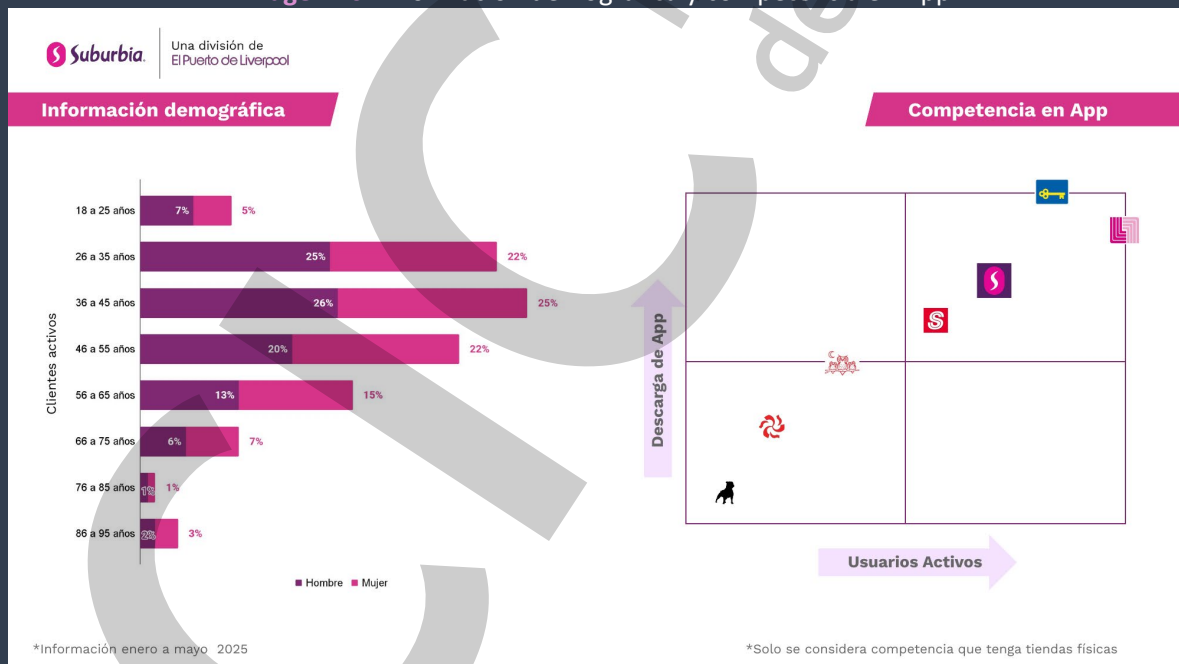 Suburbia.
Una división de
El Puerto de Liverpool
Información demográfica
Competencia en App
Clientes activos
18 a 25 años 7% 5%
26 a 35 años 25% 22%
36 a 45 años 26% 25%
46 a 55 años 20% 22%
56 a 65 años 13% 15%
66 a 75 años 6% 7%
76 a 85 años 1% 1%
86 a 95 años 2% 3%
Hombre Mujer
Descarga de App
S
Usuarios Activos
*Información enero a mayo 2025
*Solo se considera competencia que tenga tiendas físicas